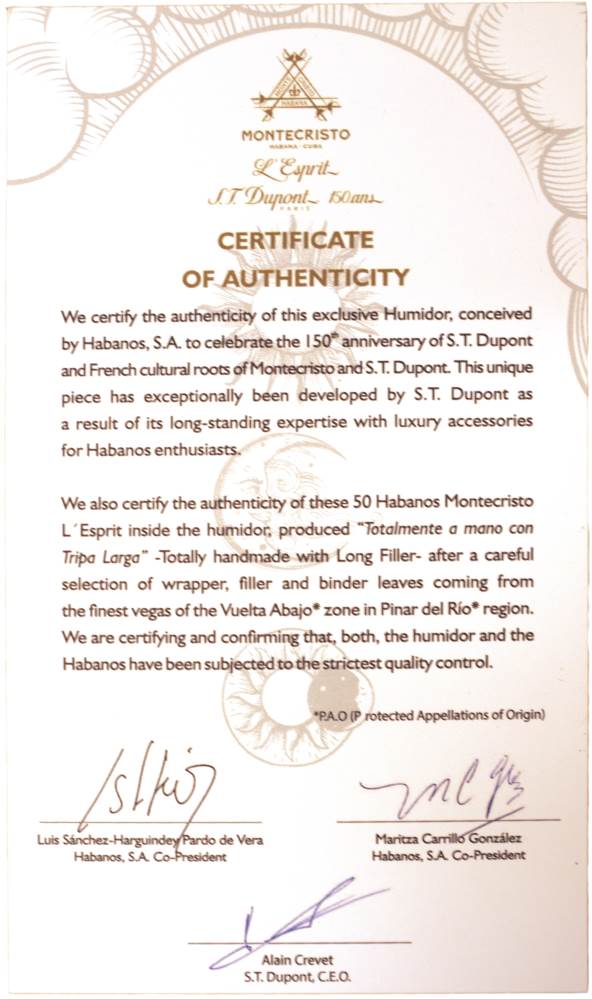 MONTECRISTO
HABANA · CUBA
L'Esprit
S.T. Dupont 150ans
PARIS
CERTIFICATE
OF AUTHENTICITY
We certify the authenticity of this exclusive Humidor, conceived
by Habanos, S.A. to celebrate the 150th anniversary of S.T. Dupont
and French cultural roots of Montecristo and S.T. Dupont. This unique
piece has exceptionally been developed by S.T. Dupont as
a result of its long-standing expertise with luxury accessories
for Habanos enthusiasts.
We also certify the authenticity of these 50 Habanos Montecristo
L´Esprit inside the humidor, produced "Totalmente a mano con
Tripa Larga" -Totally handmade with Long Filler- after a careful
selection of wrapper, filler and binder leaves coming from
the finest vegas of the Vuelta Abajo* zone in Pinar del Río* region.
We are certifying and confirming that, both, the humidor and the
Habanos have been subjected to the strictest quality control.
*P.A.O (P rotected Appellations of Origin)
Luis Sánchez-Harguindey Pardo de Vera
Habanos, S.A. Co-President
Maritza Carrillo González
Habanos, S.A. Co-President
Alain Crevet
S.T. Dupont, C.E.O.